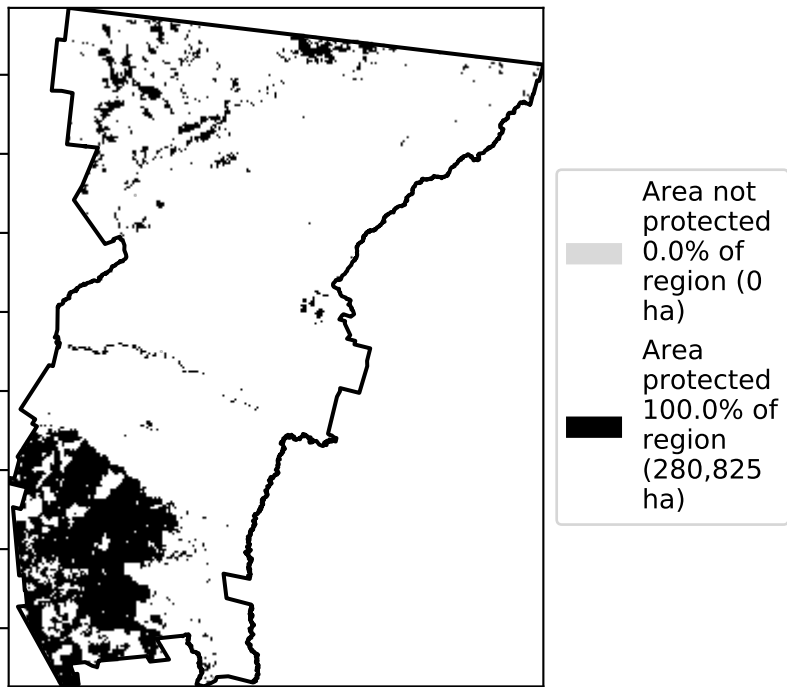 Area not
protected
0.0% of
region (0
ha)
Area
protected
100.0% of
region
(280,825
ha)